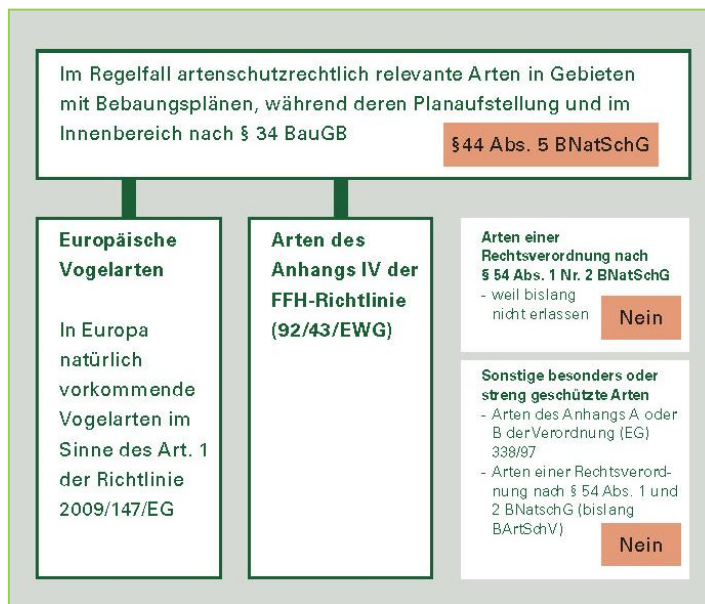 Im Regelfall artenschutzrechtlich relevante Arten in Gebieten
mit Bebaungsplänen, während deren Planaufstellung und im
Innenbereich nach § 34 BauGB
§44 Abs. 5 BNatSchG
Europäische
Vogelarten
In Europa
natürlich
vorkommende
Vogelarten im
Sinne des Art. 1
der Richtlinie
2009/147/EG
Arten des
Anhangs IV der
FFH-Richtlinie
(92/43/EWG)
Arten einer
Rechtsverordnung nach
§ 54 Abs. 1 Nr. 2 BNatSchG
- weil bislang
nicht erlassen
Nein
Sonstige besonders oder
streng geschützte Arten
- Arten des Anhangs A oder
B der Verordnung (EG)
338/97
- Arten einer Rechtsverord-
nung nach § 54 Abs. 1 und
2 BNatschG (bislang
BArtSchV)
Nein